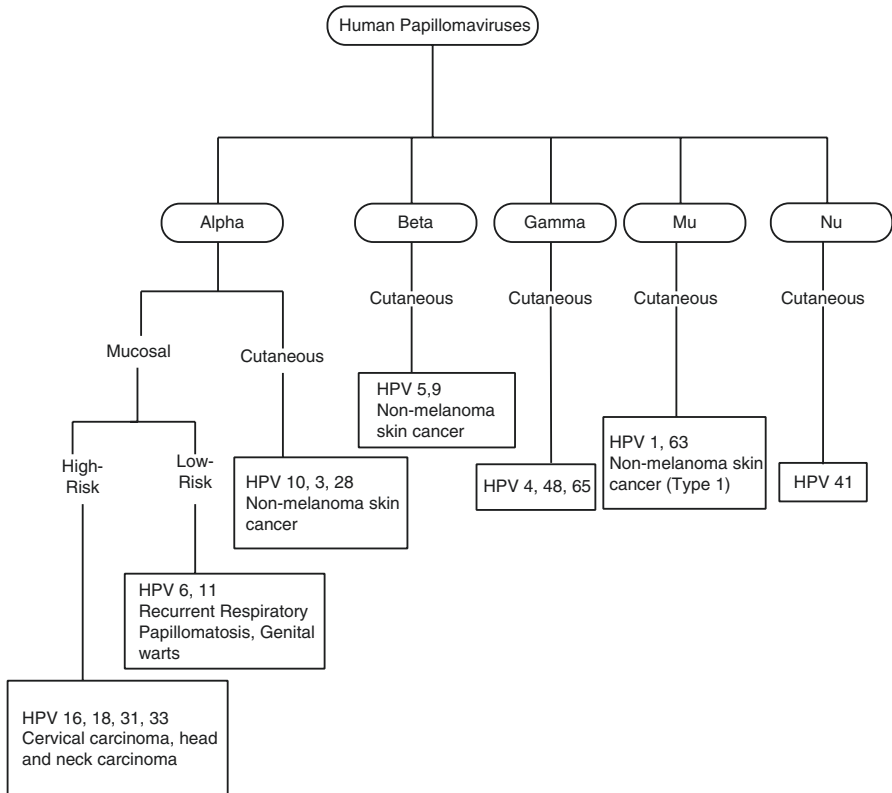 Human Papillomaviruses
Alpha
Beta
Gamma
Mu
Nu
Cutaneous
Cutaneous
Cutaneous
Cutaneous
Mucosal
Cutaneous
HPV 5,9
Non-melanoma
skin cancer
HPV 1, 63
Non-melanoma skin
cancer (Type 1)
High-
Risk
Low-
Risk
HPV 10, 3, 28
Non-melanoma skin
cancer
HPV 4, 48, 65
HPV 41
HPV 6, 11
Recurrent Respiratory
Papillomatosis, Genital
warts
HPV 16, 18, 31, 33
Cervical carcinoma, head
and neck carcinoma